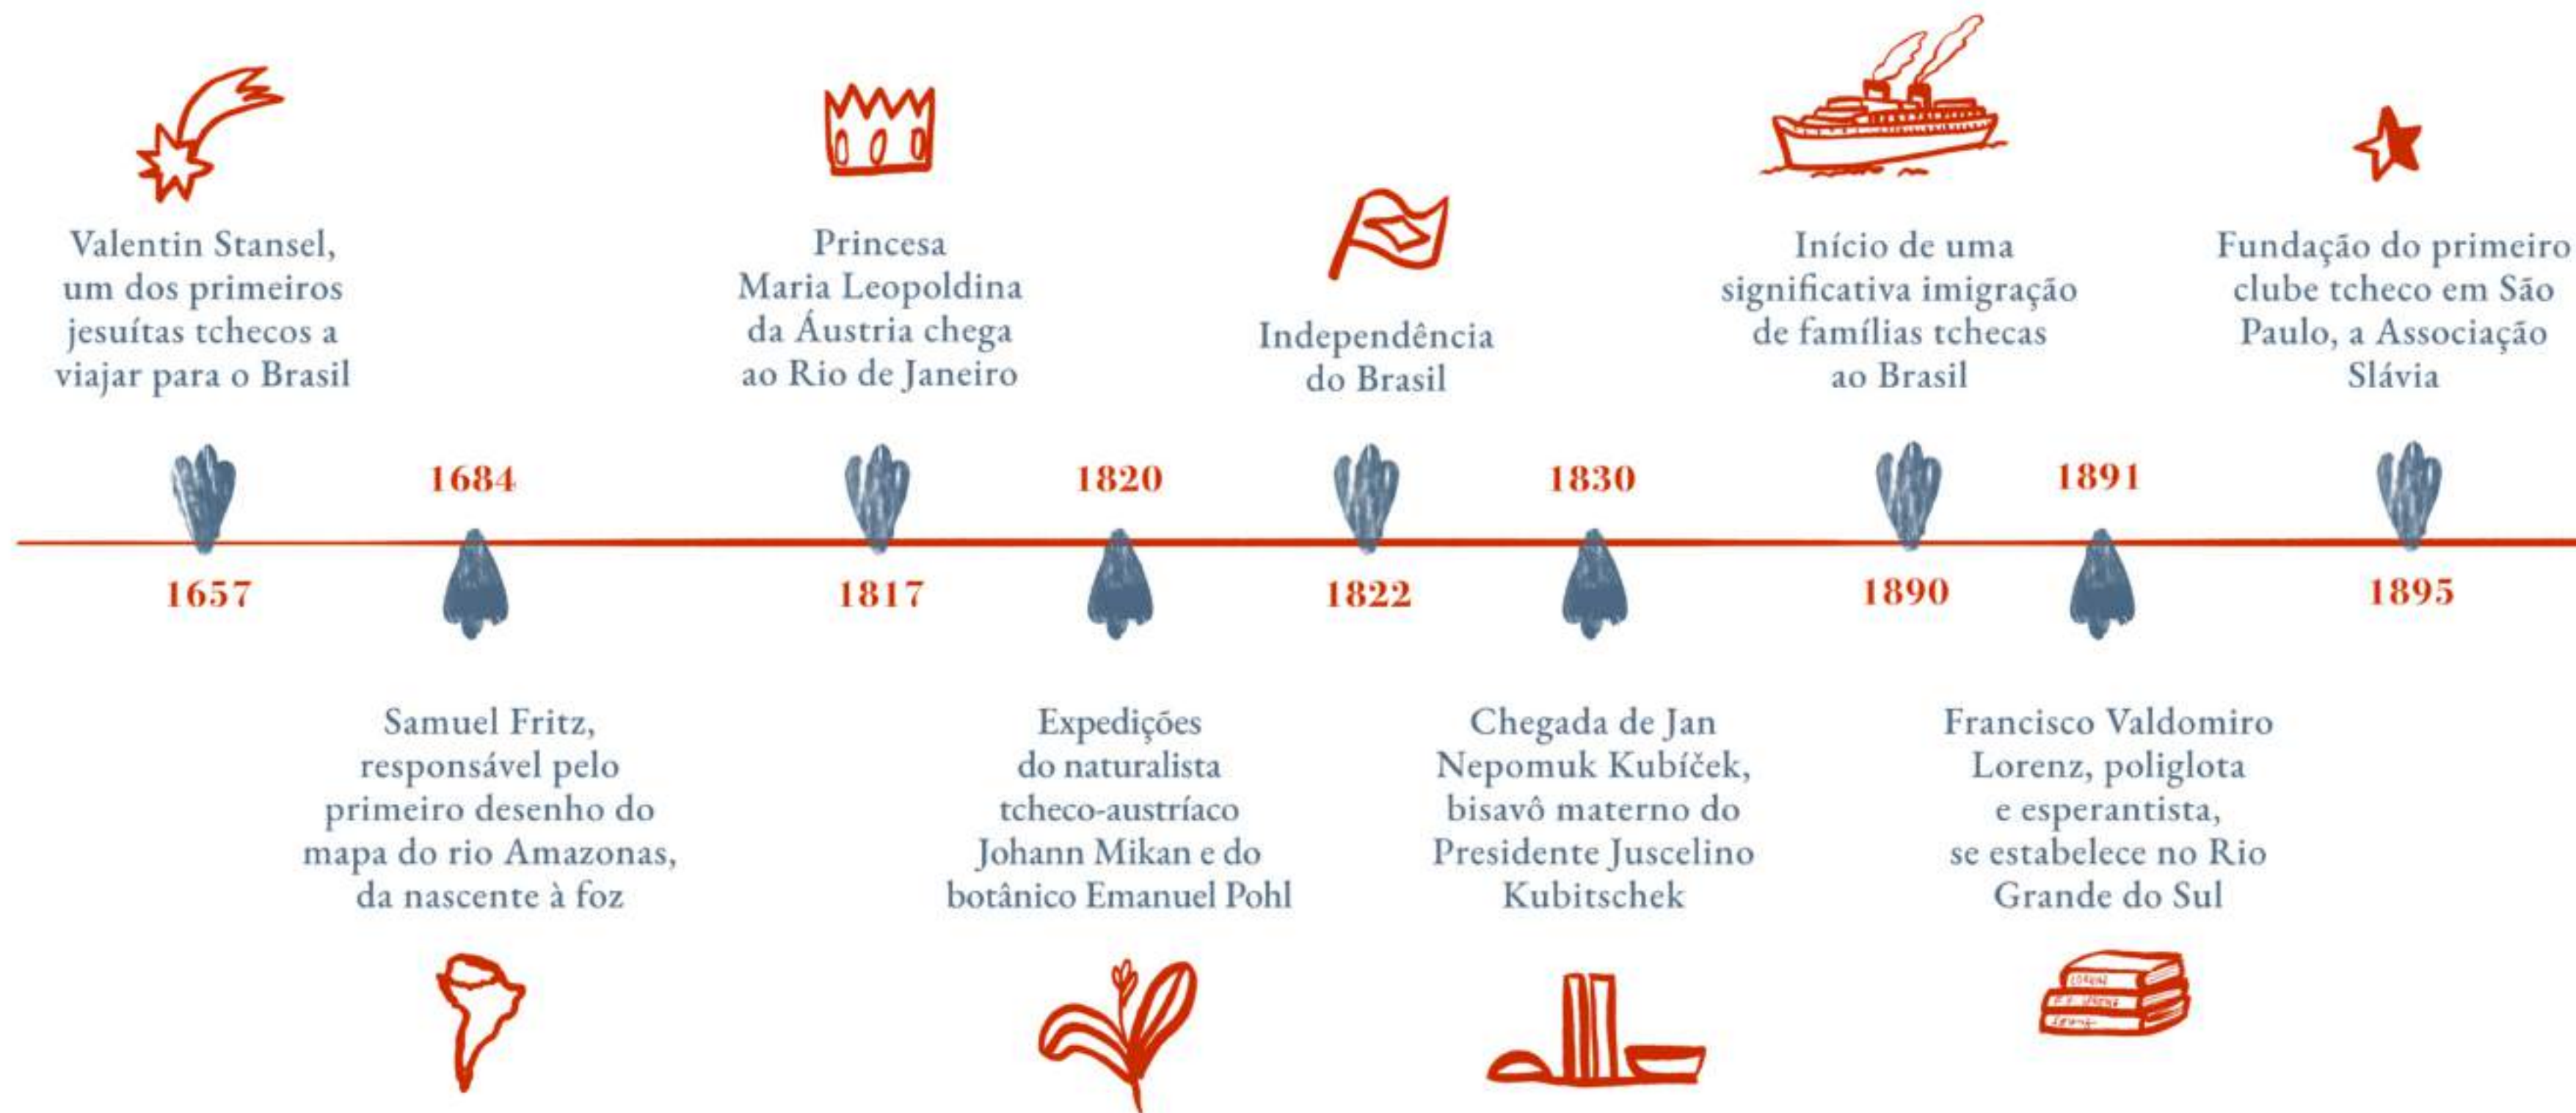 Valentin Stansel,
um dos primeiros
jesuítas tchecos a
viajar para o Brasil
1657
1684
Samuel Fritz,
responsável pelo
primeiro desenho do
mapa do rio Amazonas,
da nascente à foz
Princesa
Maria Leopoldina
da Áustria chega
ao Rio de Janeiro
1817
1820
Expedições
do naturalista
tcheco-austríaco
Johann Mikan e do
botânico Emanuel Pohl
Independência
do Brasil
1822
1830
Chegada de Jan
Nepomuk Kubíček,
bisavô materno do
Presidente Juscelino
Kubitschek
Início de uma
significativa imigração
de famílias tchecas
ao Brasil
1890
1891
Francisco Valdomiro
Lorenz, poliglota
e esperantista,
se estabelece no Rio
Grande do Sul
Fundação do primeiro
clube tcheco em São
Paulo, a Associação
Slávia
1895